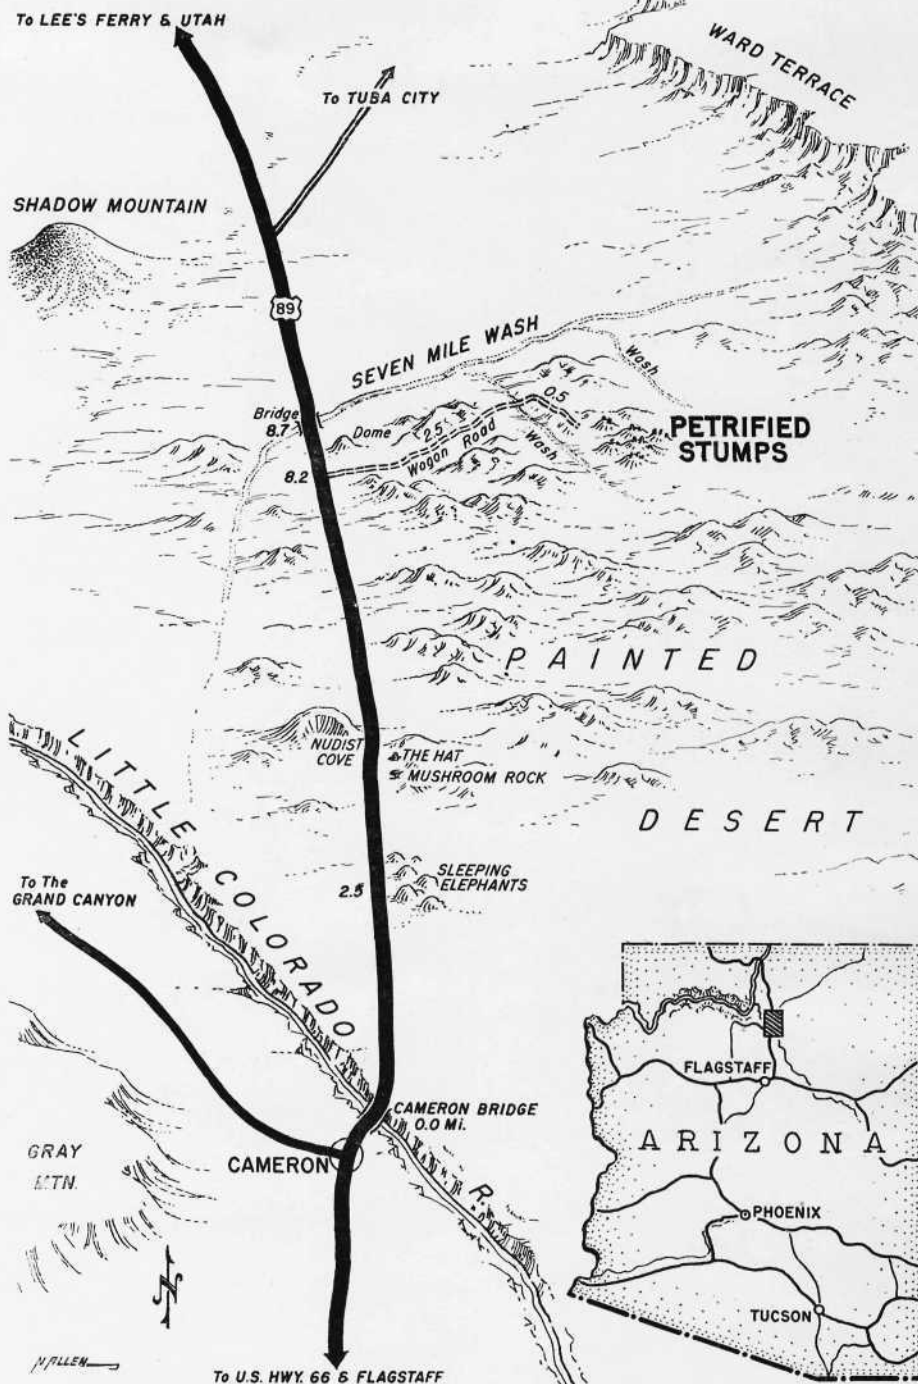 To LEE'S FERRY & UTAH
WARD TERRACE
To TUBA CITY
SHADOW MOUNTAIN
89
SEVEN MILE WASH
Wash
0.5
Bridge
8.7
Dome
2.5
Wagon Road
Wash
PETRIFIED
STUMPS
8.2
PAINTED
NUDIST
COVE
THE HAT
MUSHROOM ROCK
DESERT
LITTLE COLORADO R.
2.5
SLEEPING
ELEPHANTS
To The
GRAND CANYON
CAMERON BRIDGE
0.0 Mi.
CAMERON
GRAY
MTN.
N
N ALLEN
To U.S. HWY. 66 & FLAGSTAFF
FLAGSTAFF
ARIZONA
PHOENIX
TUCSON